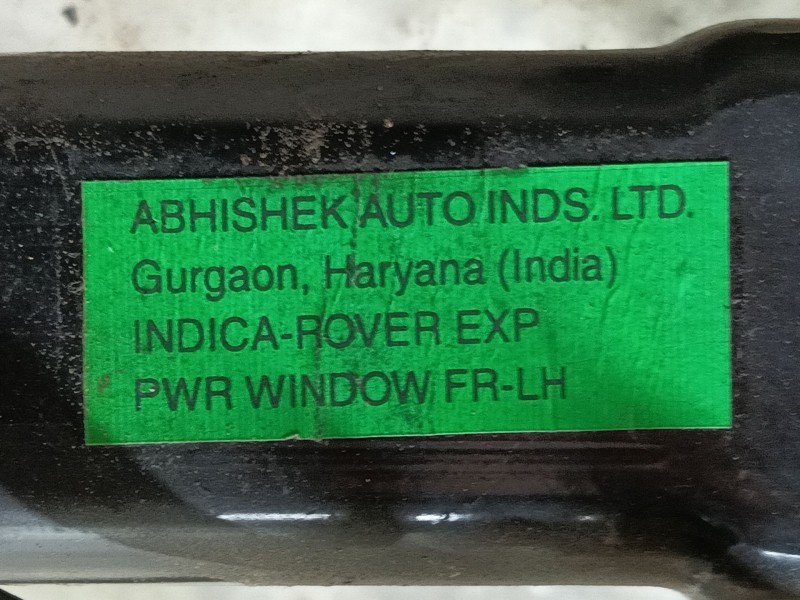 ABHISHEK AUTO INDS. LTD.
Gurgaon, Haryana (India)
INDICA-ROVER EXP
PWR WINDOW FR-LH